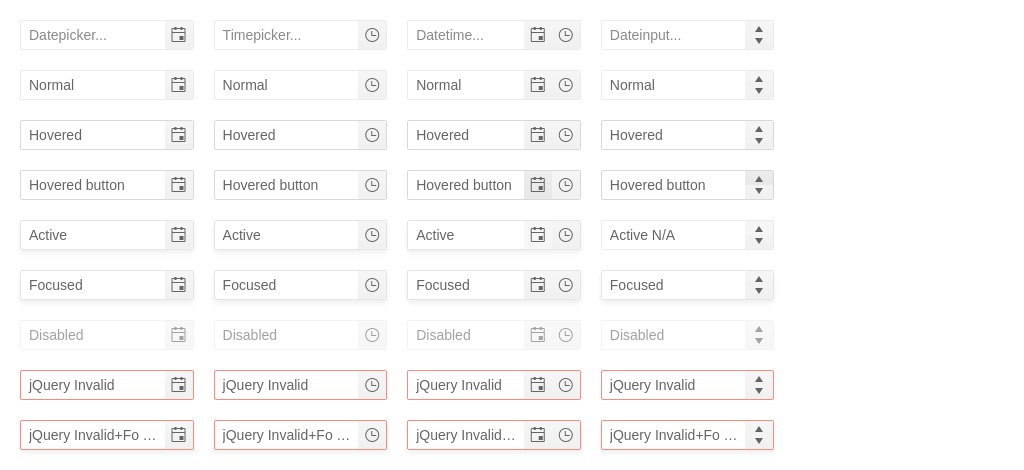 Datepicker... Timepicker... Datetime... Dateinput...
Normal Normal Normal Normal
Hovered Hovered Hovered Hovered
Hovered button Hovered button Hovered button Hovered button
Active Active Active Active N/A
Focused Focused Focused Focused
Disabled Disabled Disabled Disabled
jQuery Invalid jQuery Invalid jQuery Invalid jQuery Invalid
jQuery Invalid+Fo … jQuery Invalid+Fo … jQuery Invalid… jQuery Invalid+Fo …